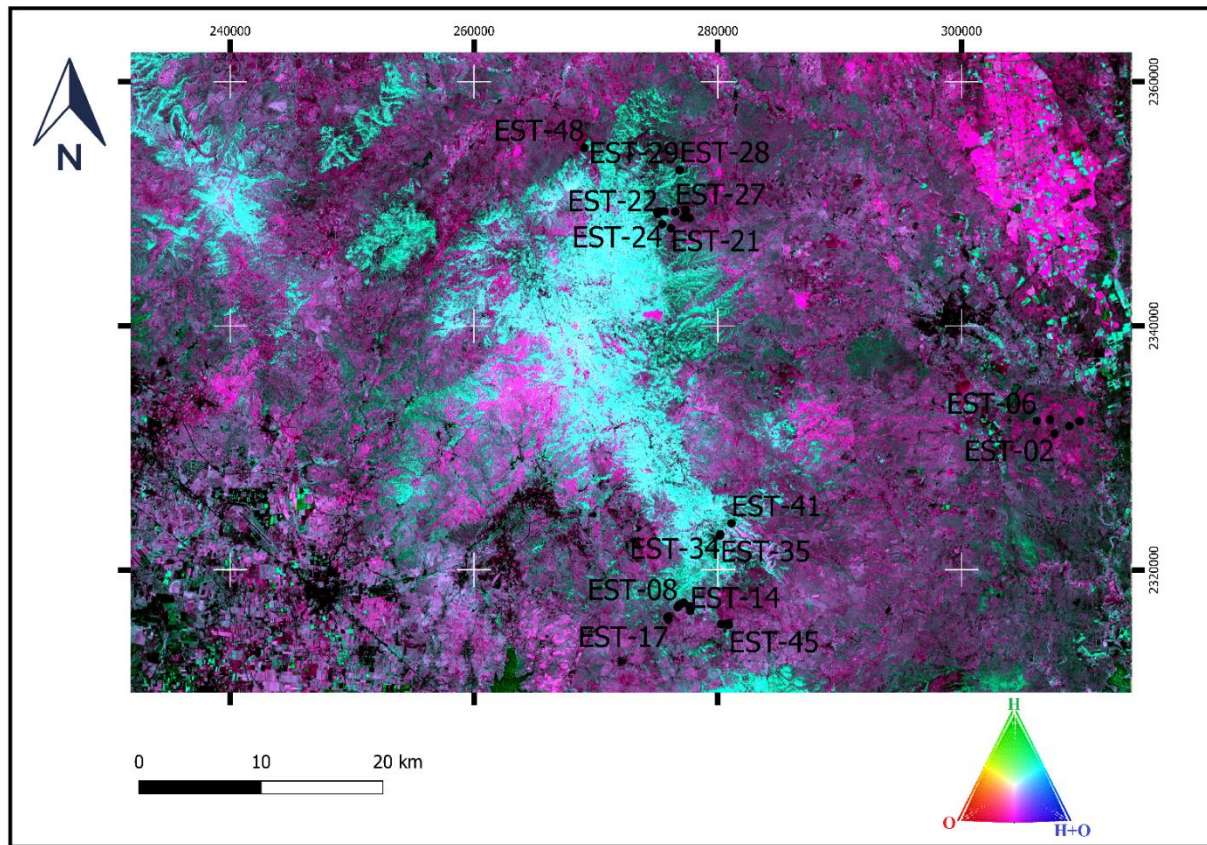 240000 260000 280000 300000
2360000
EST-48
EST-29 EST-28
EST-22 EST-27
EST-24 EST-21
N
2340000
EST-06
EST-02
EST-41
EST-34 EST-35
2320000
EST-08 EST-14
EST-17 EST-45
0 10 20 km
H
O H+O